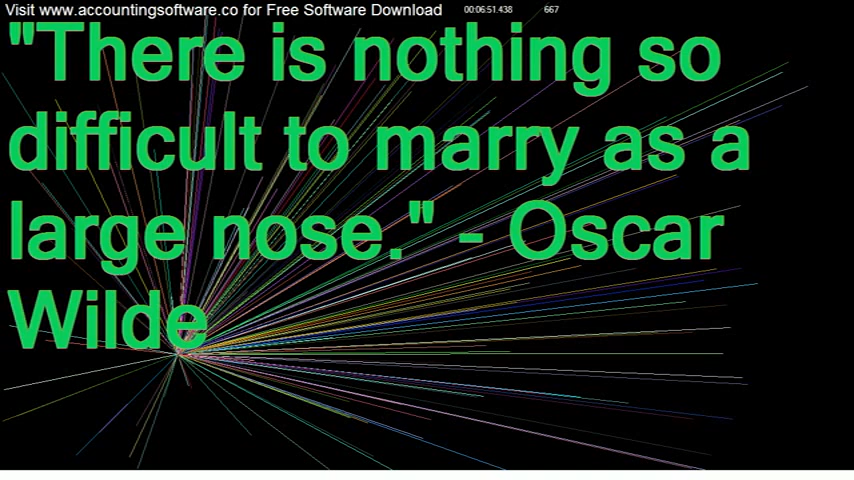 Visit www.accountingsoftware.co for Free Software Download 00:06:51.438 667
"There is nothing so
difficult to marry as a
large nose." - Oscar
Wilde